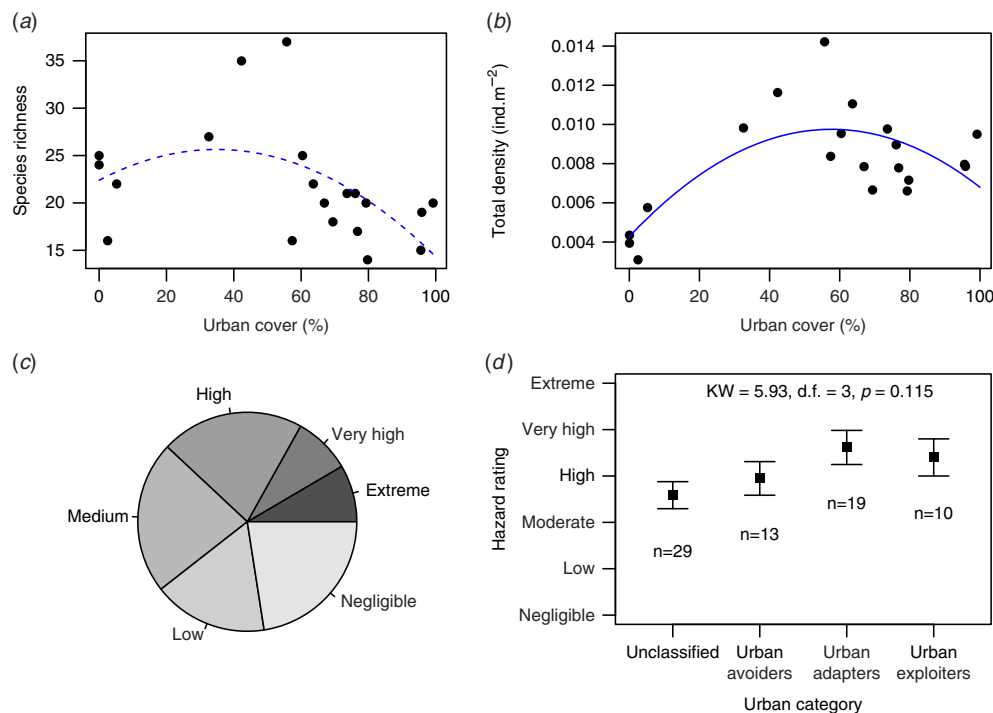 (a)
35
30
25
20
15
Species richness
0
20
40
60
80
100
Urban cover (%)
(b)
0.014
0.012
0.010
0.008
0.006
0.004
Total density (ind.m⁻²)
0
20
40
60
80
100
Urban cover (%)
(c)
High
Very high
Extreme
Medium
Negligible
Low
(d)
KW = 5.93, d.f. = 3, p = 0.115
Extreme
Very high
High
Moderate
Low
Negligible
Hazard rating
n=29
n=13
n=19
n=10
Unclassified
Urban
avoiders
Urban
adapters
Urban
exploiters
Urban category